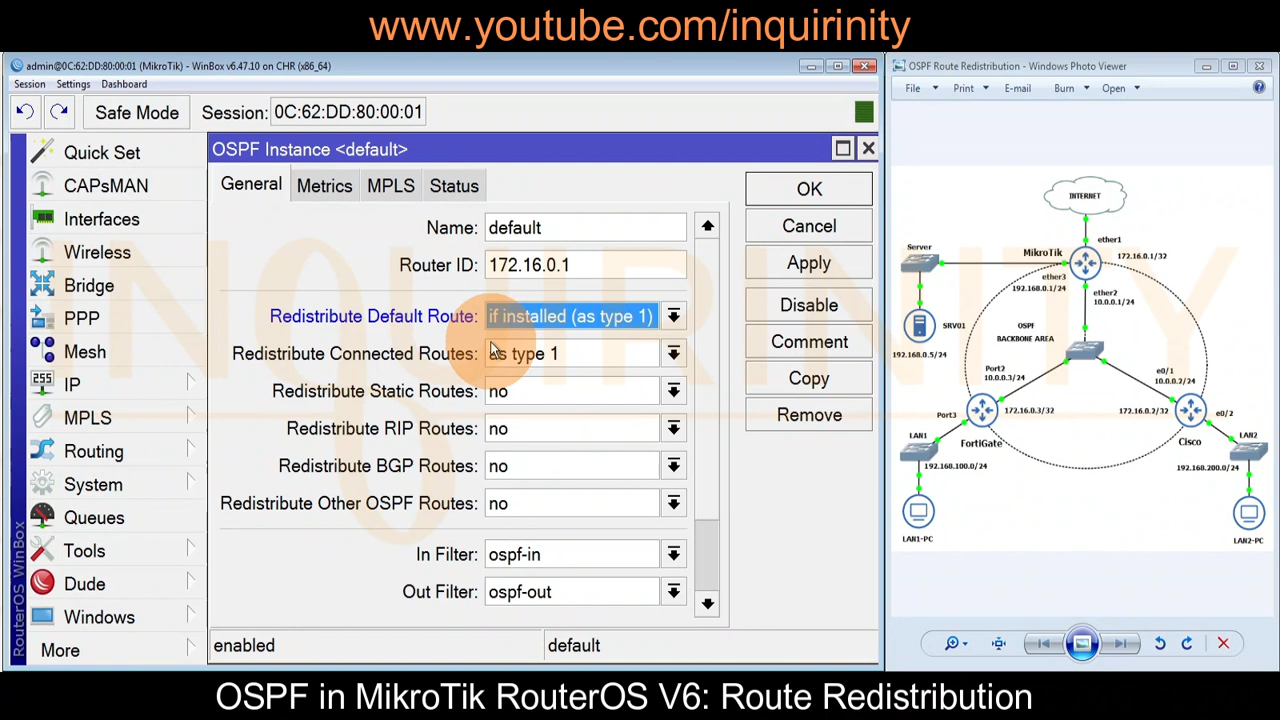 www.youtube.com/inquirinity
admin@0C:62:DD:80:00:01 (MikroTik) - WinBox v6.47.10 on CHR (x86_64)
Session Settings Dashboard
Safe Mode Session: 0C:62:DD:80:00:01
Quick Set
CAPsMAN
Interfaces
Wireless
Bridge
PPP
Mesh
IP
MPLS
Routing
System
Queues
Tools
Dude
Windows
More
RouterOS WinBox
OSPF Instance <default>
General Metrics MPLS Status
Name: default
Router ID: 172.16.0.1
Redistribute Default Route: if installed (as type 1)
Redistribute Connected Routes: as type 1
Redistribute Static Routes: no
Redistribute RIP Routes: no
Redistribute BGP Routes: no
Redistribute Other OSPF Routes: no
In Filter: ospf-in
Out Filter: ospf-out
OK
Cancel
Apply
Disable
Comment
Copy
Remove
enabled default
INQUIRINITY
OSPF Route Redistribution - Windows Photo Viewer
File Print E-mail Burn Open
INTERNET
ether1
Server
MikroTik
172.16.0.1/32
ether3
192.168.0.1/24
ether2
10.0.0.1/24
SRV01
192.168.0.5/24
OSPF
BACKBONE AREA
Port2
10.0.0.3/24
e0/1
10.0.0.2/24
Port3
172.16.0.3/32
172.16.0.2/32
e0/2
LAN1
FortiGate
Cisco
LAN2
192.168.100.0/24
192.168.200.0/24
LAN1-PC
LAN2-PC
OSPF in MikroTik RouterOS V6: Route Redistribution